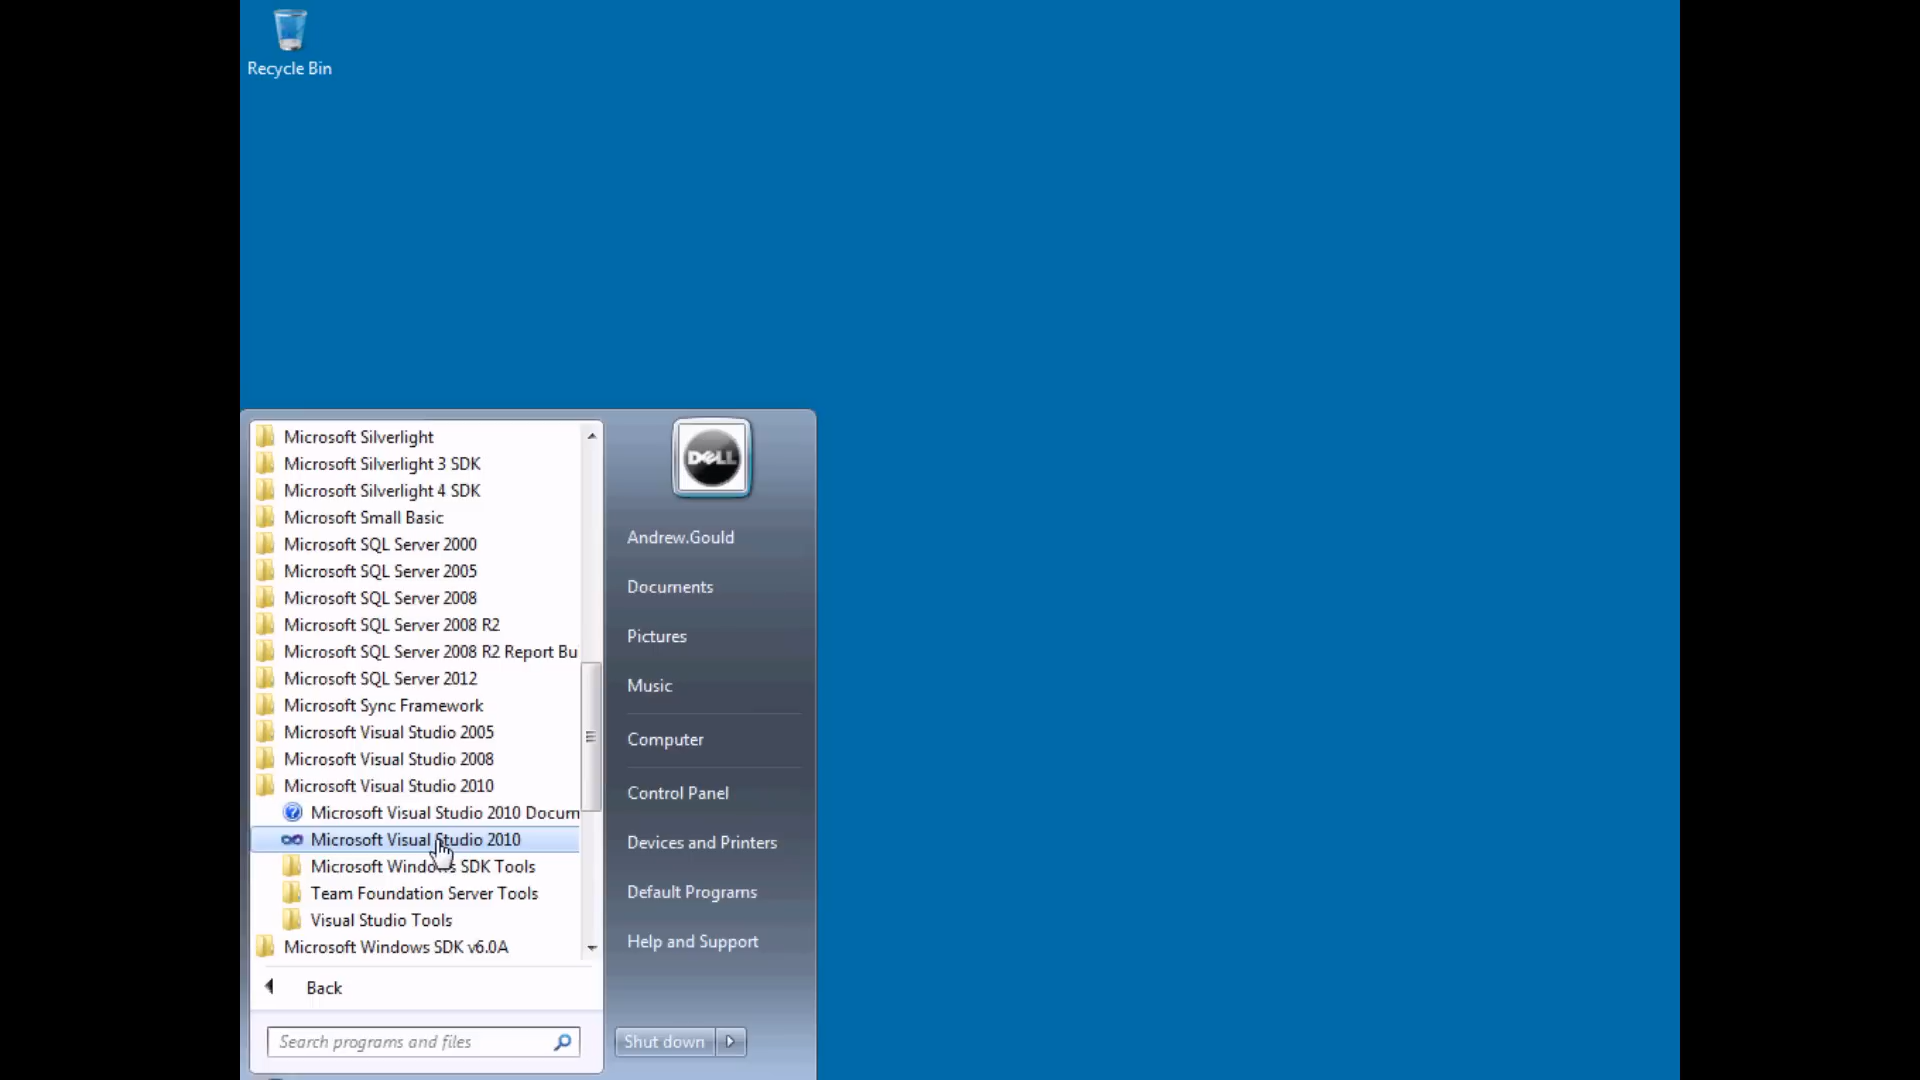 Recycle Bin
Microsoft Silverlight
Microsoft Silverlight 3 SDK
Microsoft Silverlight 4 SDK
Microsoft Small Basic
Microsoft SQL Server 2000
Microsoft SQL Server 2005
Microsoft SQL Server 2008
Microsoft SQL Server 2008 R2
Microsoft SQL Server 2008 R2 Report Bu
Microsoft SQL Server 2012
Microsoft Sync Framework
Microsoft Visual Studio 2005
Microsoft Visual Studio 2008
Microsoft Visual Studio 2010
Microsoft Visual Studio 2010 Docum
Microsoft Visual Studio 2010
Microsoft Windows SDK Tools
Team Foundation Server Tools
Visual Studio Tools
Microsoft Windows SDK v6.0A
Back
Search programs and files
DELL
Andrew.Gould
Documents
Pictures
Music
Computer
Control Panel
Devices and Printers
Default Programs
Help and Support
Shut down